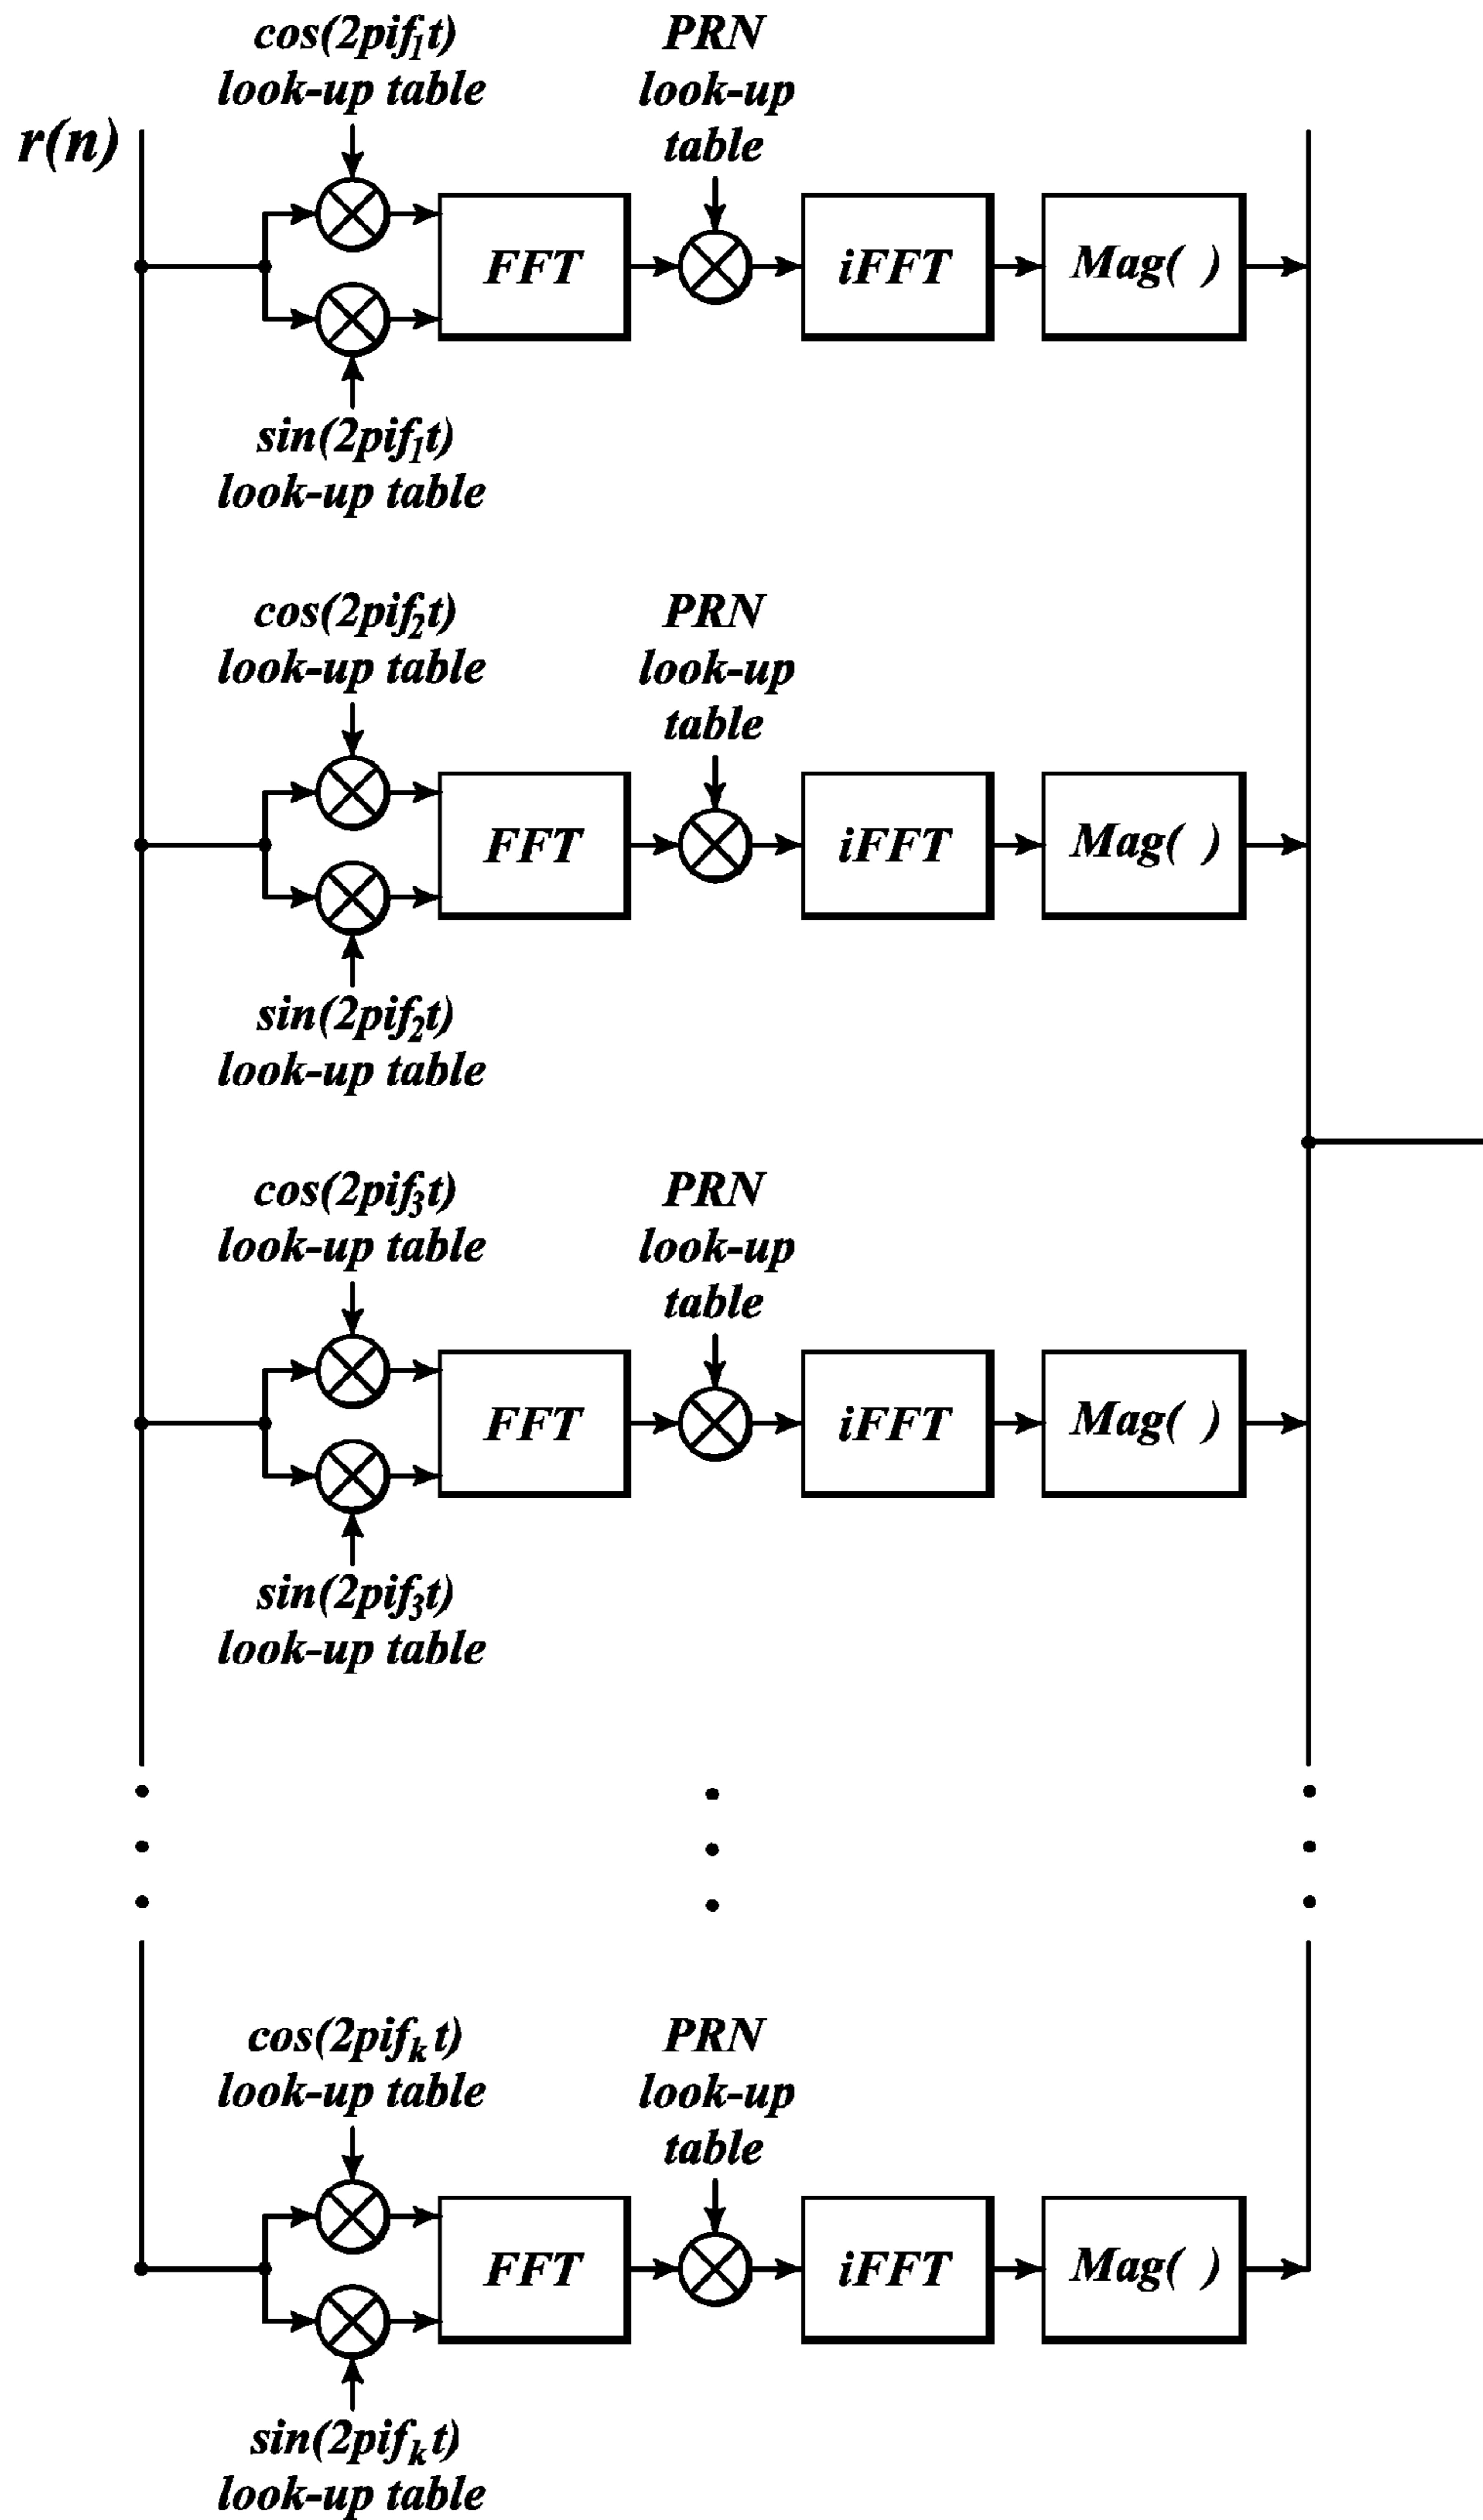 cos(2pif1t)
look-up table
PRN
look-up
table
r(n)
FFT
iFFT
Mag( )
sin(2pif1t)
look-up table
cos(2pif2t)
look-up table
PRN
look-up
table
FFT
iFFT
Mag( )
sin(2pif2t)
look-up table
cos(2pif3t)
look-up table
PRN
look-up
table
FFT
iFFT
Mag( )
sin(2pif3t)
look-up table
cos(2pifkt)
look-up table
PRN
look-up
table
FFT
iFFT
Mag( )
sin(2pifkt)
look-up table